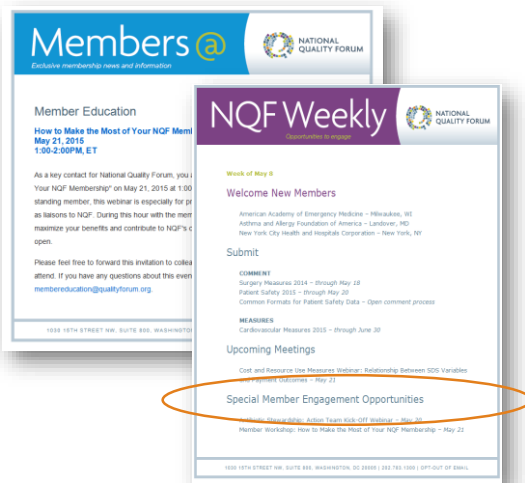 Members@
Exclusive membership news and information
NATIONAL
QUALITY FORUM
Member Education
How to Make the Most of Your NQF Mem
May 21, 2015
1:00-2:00PM, ET
As a key contact for National Quality Forum, you a
Your NQF Membership" on May 21, 2015 at 1:00
standing member, this webinar is especially for pr
as liaisons to NQF. During this hour with the mem
maximize your benefits and contribute to NQF's
open.
Please feel free to forward this invitation to collea
attend. If you have any questions about this even
membereducation@qualityforum.org.
1030 15TH STREET NW, SUITE 800, WASHINGTON
NQF Weekly
Opportunities to engage
NATIONAL
QUALITY FORUM
Week of May 8
Welcome New Members
American Academy of Emergency Medicine – Milwaukee, WI
Asthma and Allergy Foundation of America – Landover, MD
New York City Health and Hospitals Corporation – New York, NY
Submit
COMMENT
Surgery Measures 2014 – through May 18
Patient Safety 2015 – through May 20
Common Formats for Patient Safety Data – Open comment process
MEASURES
Cardiovascular Measures 2015 – through June 30
Upcoming Meetings
Cost and Resource Use Measures Webinar: Relationship Between SDS Variables
and Payment Outcomes – May 21
Special Member Engagement Opportunities
Antibiotic Stewardship: Action Team Kick-Off Webinar – May 20
Member Workshop: How to Make the Most of Your NQF Membership – May 21
1030 15TH STREET NW, SUITE 800, WASHINGTON, DC 20005 | 202.783.1300 | OPT-OUT OF EMAIL